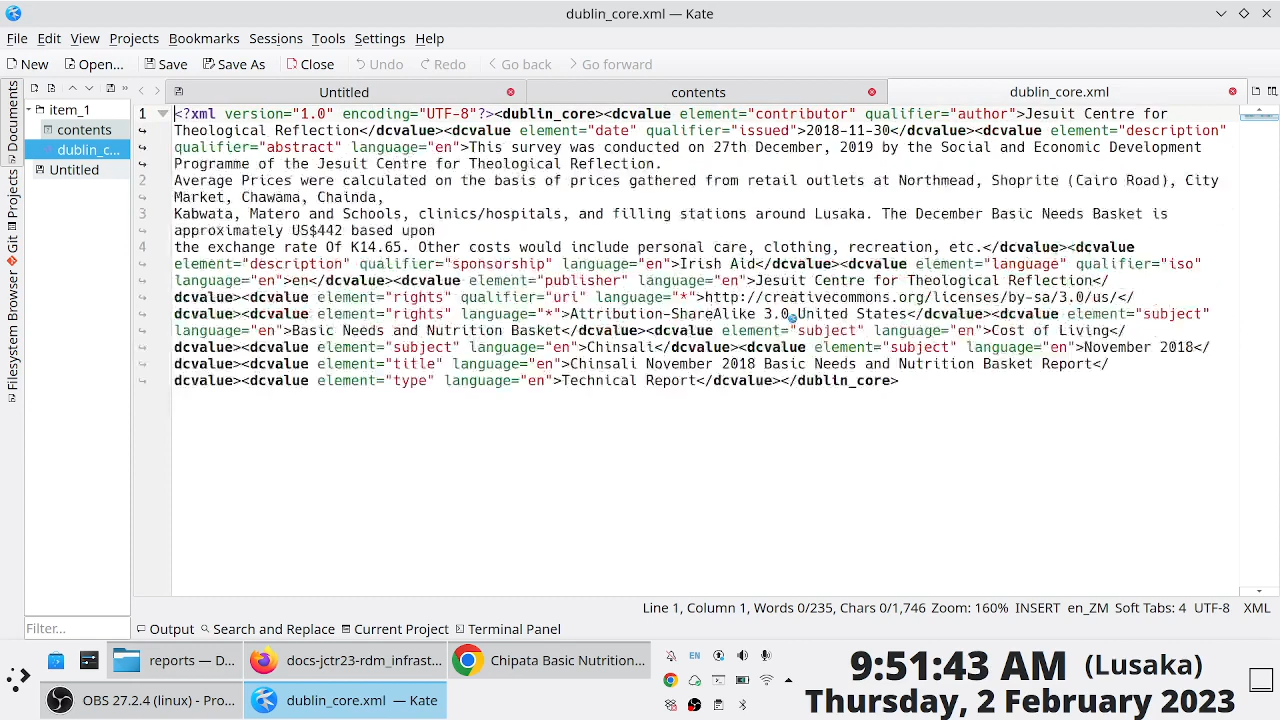 dublin_core.xml — Kate
File Edit View Projects Bookmarks Sessions Tools Settings Help
New Open... Save Save As Close Undo Redo Go back Go forward
Untitled contents dublin_core.xml
Documents
Projects
Git
Filesystem Browser
item_1
contents
dublin_c...
Untitled
Filter...
1 <?xml version="1.0" encoding="UTF-8"?><dublin_core><dcvalue element="contributor" qualifier="author">Jesuit Centre for
Theological Reflection</dcvalue><dcvalue element="date" qualifier="issued">2018-11-30</dcvalue><dcvalue element="description"
qualifier="abstract" language="en">This survey was conducted on 27th December, 2019 by the Social and Economic Development
Programme of the Jesuit Centre for Theological Reflection.
2 Average Prices were calculated on the basis of prices gathered from retail outlets at Northmead, Shoprite (Cairo Road), City
Market, Chawama, Chainda,
3 Kabwata, Matero and Schools, clinics/hospitals, and filling stations around Lusaka. The December Basic Needs Basket is
approximately US$442 based upon
4 the exchange rate Of K14.65. Other costs would include personal care, clothing, recreation, etc.</dcvalue><dcvalue
element="description" qualifier="sponsorship" language="en">Irish Aid</dcvalue><dcvalue element="language" qualifier="iso"
language="en">en</dcvalue><dcvalue element="publisher" language="en">Jesuit Centre for Theological Reflection</
dcvalue><dcvalue element="rights" qualifier="uri" language="*">http://creativecommons.org/licenses/by-sa/3.0/us/</
dcvalue><dcvalue element="rights" language="*">Attribution-ShareAlike 3.0 United States</dcvalue><dcvalue element="subject"
language="en">Basic Needs and Nutrition Basket</dcvalue><dcvalue element="subject" language="en">Cost of Living</
dcvalue><dcvalue element="subject" language="en">Chinsali</dcvalue><dcvalue element="subject" language="en">November 2018</
dcvalue><dcvalue element="title" language="en">Chinsali November 2018 Basic Needs and Nutrition Basket Report</
dcvalue><dcvalue element="type" language="en">Technical Report</dcvalue></dublin_core>
Line 1, Column 1, Words 0/235, Chars 0/1,746 Zoom: 160% INSERT en_ZM Soft Tabs: 4 UTF-8 XML
Output Search and Replace Current Project Terminal Panel
reports — D... docs-jctr23-rdm_infrast... Chipata Basic Nutrition...
OBS 27.2.4 (linux) - Pro... dublin_core.xml — Kate
EN
9:51:43 AM (Lusaka)
Thursday, 2 February 2023